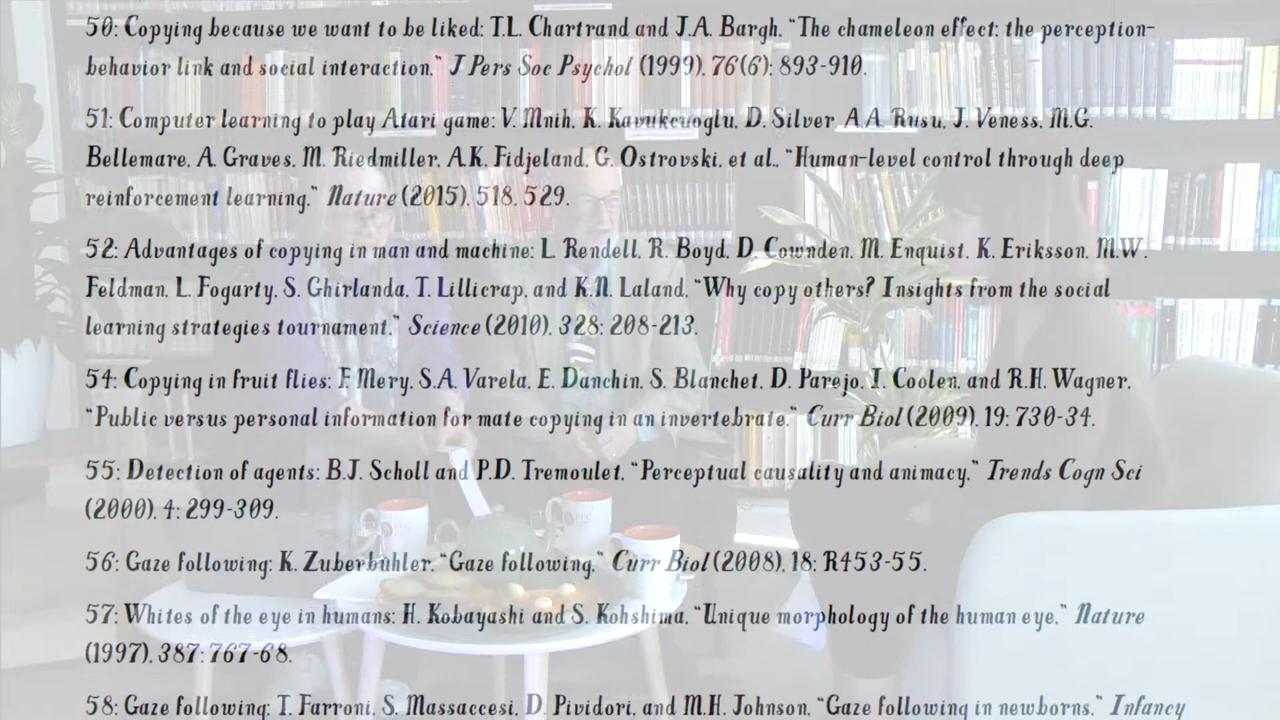 50: Copying because we want to be liked: T.L. Chartrand and J.A. Bargh, "The chameleon effect: the perception-
behavior link and social interaction," J Pers Soc Psychol (1999), 76(6): 893-910.
51: Computer learning to play Atari game: V. Mnih, K. Kavukcuoglu, D. Silver A.A. Rusu, J. Veness, M.G.
Bellemare, A. Graves, M. Riedmiller, A.K. Fidjeland, G. Ostrovski, et al., "Human-level control through deep
reinforcement learning," Nature (2015), 518, 529.
52: Advantages of copying in man and machine: L. Rendell, R. Boyd, D. Cownden, M. Enquist, K. Eriksson, M.W.
Feldman, L. Fogarty, S. Ghirlanda, T. Lillicrap, and K.N. Laland, "Why copy others? Insights from the social
learning strategies tournament," Science (2010), 328: 208-213.
54: Copying in fruit flies: F. Mery, S.A. Varela, E. Danchin, S. Blanchet, D. Parejo, I. Coolen, and R.H. Wagner,
"Public versus personal information for mate copying in an invertebrate," Curr Biol (2009), 19: 730-34.
55: Detection of agents: B.J. Scholl and P.D. Tremoulet, "Perceptual causality and animacy," Trends Cogn Sci
(2000), 4: 299-309.
56: Gaze following: K. Zuberbühler, "Gaze following," Curr Biol (2008), 18: R453-55.
57: Whites of the eye in humans: H. Kobayashi and S. Kohshima, "Unique morphology of the human eye," Nature
(1997), 387: 767-68.
58: Gaze following: T. Farroni, S. Massaccesi, D. Pividori, and M.H. Johnson, "Gaze following in newborns," Infancy